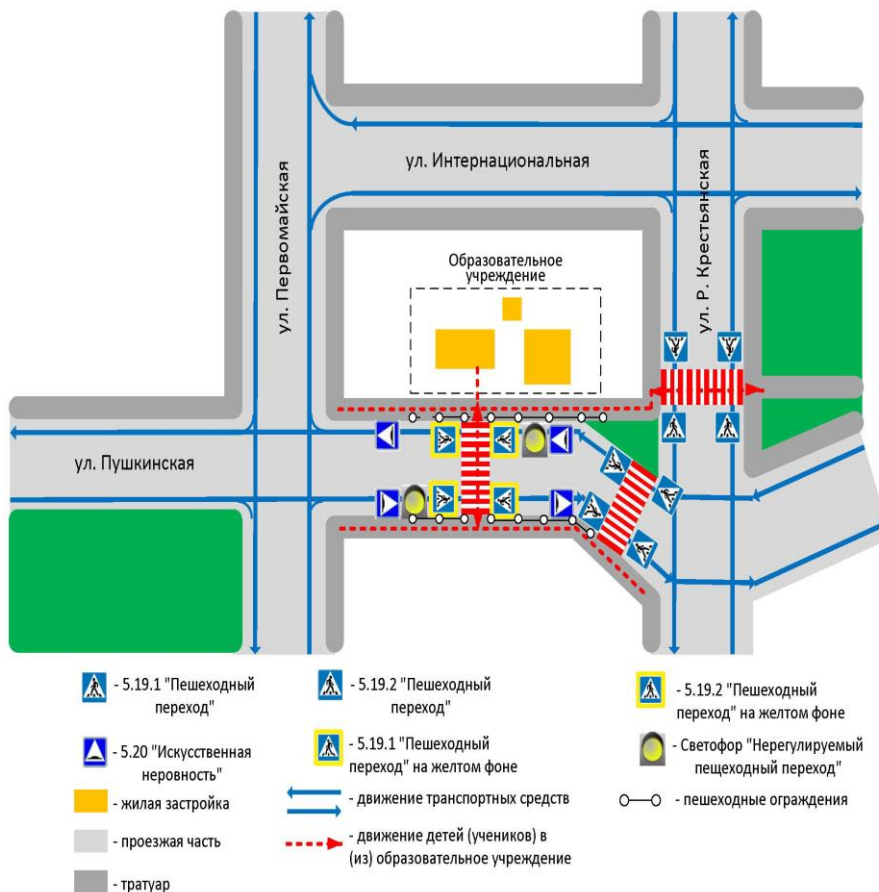 ул. Первомайская
ул. Интернациональная
ул. Р. Крестьянская
Образовательное
учреждение
ул. Пушкинская
- 5.19.1 "Пешеходный
переход"
- 5.19.2 "Пешеходный
переход"
- 5.19.2 "Пешеходный
переход" на желтом фоне
- 5.20 "Искусственная
неровность"
- 5.19.1 "Пешеходный
переход" на желтом фоне
- Светофор "Нерегулируемый
пещеходный переход"
- жилая застройка
- движение транспортных средств
- пешеходные ограждения
- проезжая часть
- движение детей (учеников) в
(из) образовательное учреждение
- тратуар